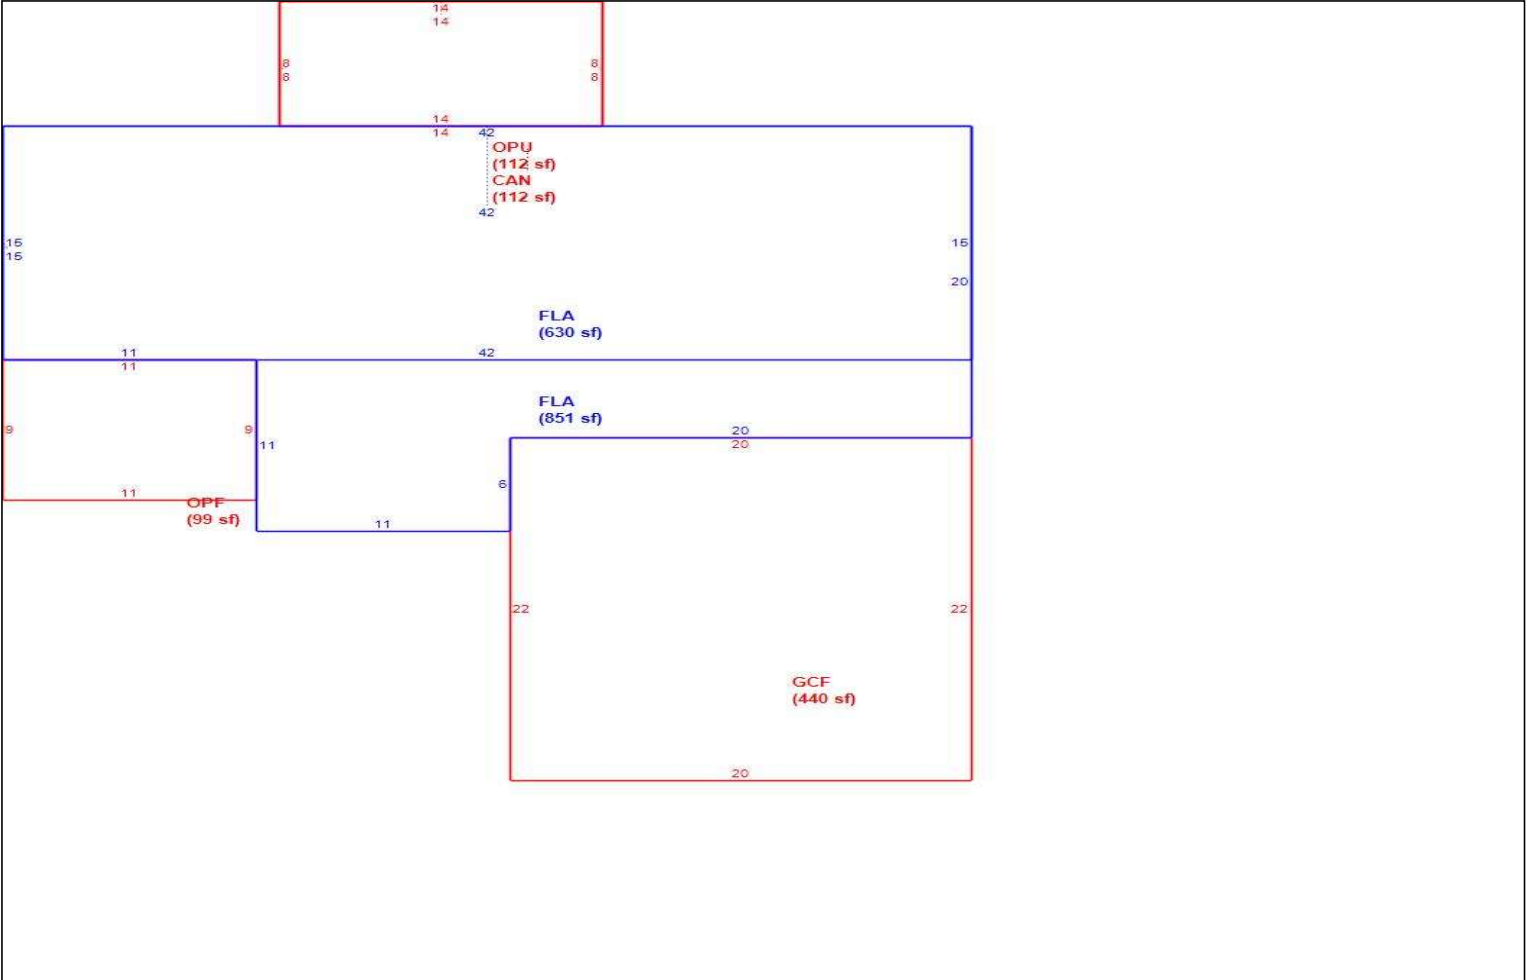 14
14
8 8
8 8
14
14 42
OPU
(112 sf)
CAN
(112 sf)
42
15 15
15
20
FLA
(630 sf)
11 42
11
FLA
(851 sf)
9 9 20
11 20
6
11
OPF
(99 sf)
11
22 22
GCF
(440 sf)
20